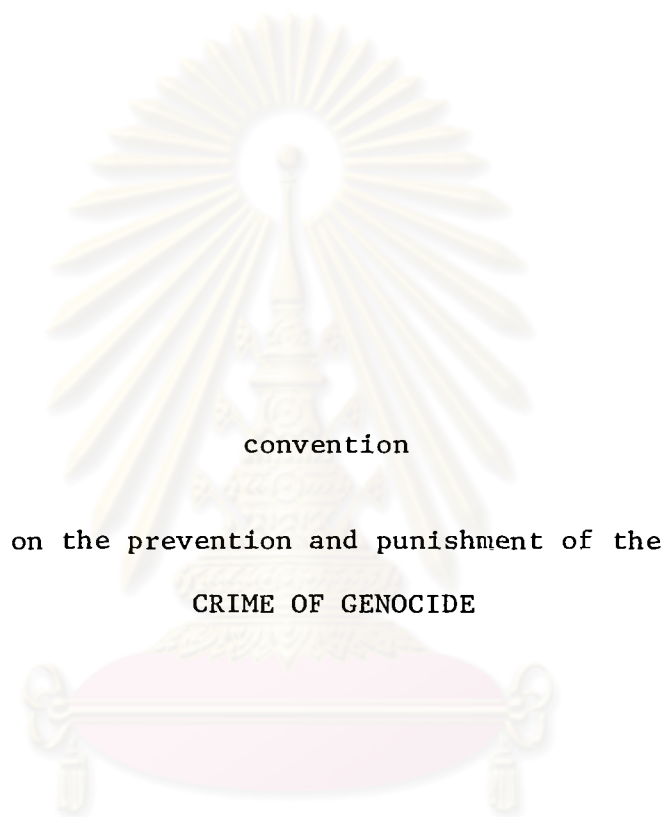 convention
on the prevention and punishment of the
CRIME OF GENOCIDE